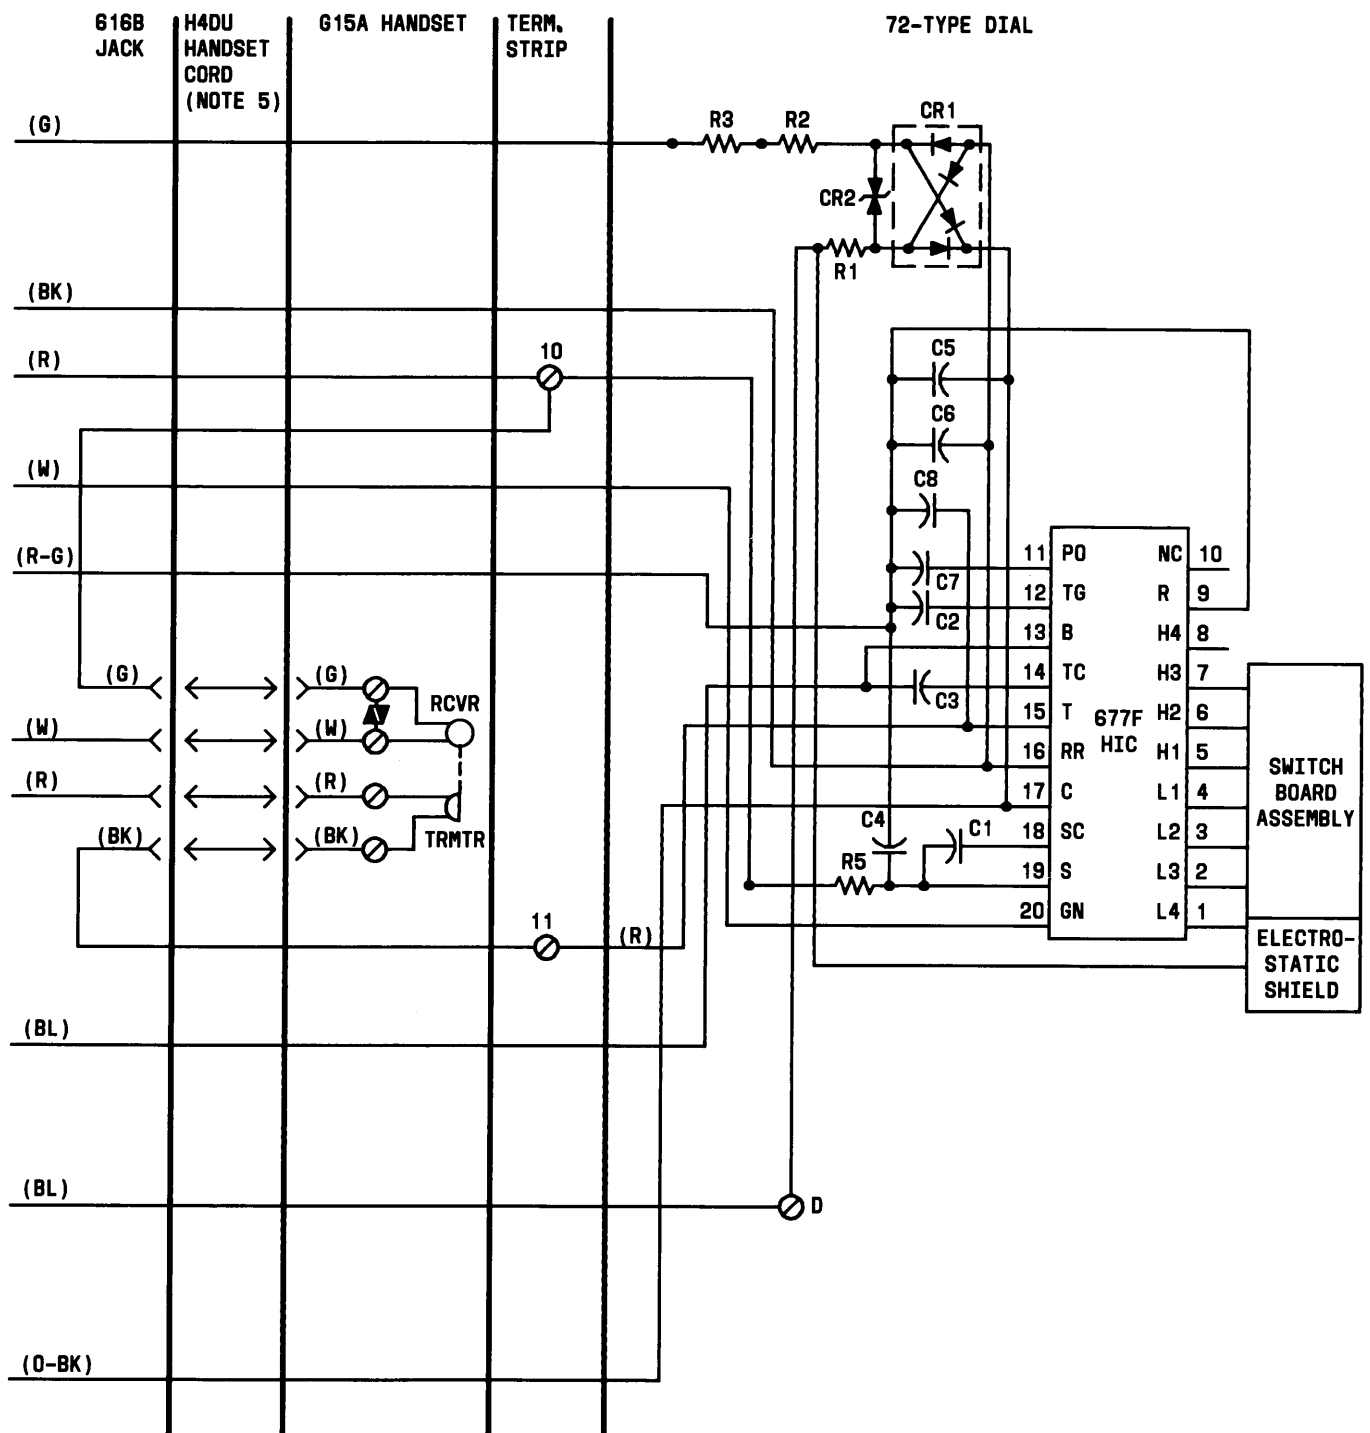 616B
JACK
H4DU
HANDSET
CORD
(NOTE 5)
G15A HANDSET
TERM.
STRIP
72-TYPE DIAL
(G)
R3
R2
CR1
CR2
R1
(BK)
(R)
10
C5
C6
(W)
C8
(R-G)
C7
C2
11 PO
12 TG
13 B
14 TC
15 T
16 RR
17 C
18 SC
19 S
20 GN
677F
HIC
NC 10
R 9
H4 8
H3 7
H2 6
H1 5
L1 4
L2 3
L3 2
L4 1
C3
(G)
(G)
RCVR
(W)
(W)
(R)
(R)
(BK)
(BK)
TRMTR
C4
C1
R5
SWITCH
BOARD
ASSEMBLY
11
(R)
ELECTRO-
STATIC
SHIELD
(BL)
(BL)
D
(O-BK)